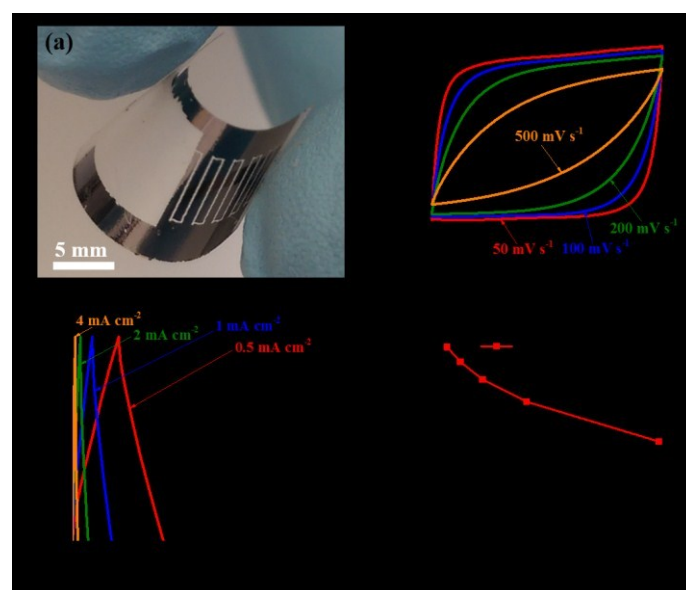 (a)
5 mm
500 mV s⁻¹
200 mV s⁻¹
50 mV s⁻¹
100 mV s⁻¹
4 mA cm⁻²
2 mA cm⁻²
1 mA cm⁻²
0.5 mA cm⁻²